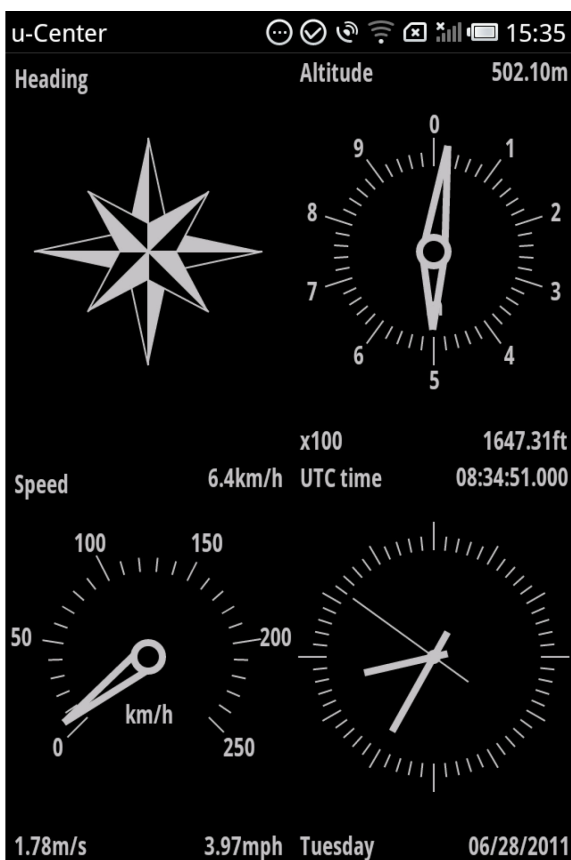 u-Center 15:35
Heading
Altitude 502.10m
0
1
2
3
4
5
6
7
8
9
x100 1647.31ft
Speed 6.4km/h
0
50
100
150
200
250
km/h
1.78m/s 3.97mph
UTC time 08:34:51.000
Tuesday 06/28/2011